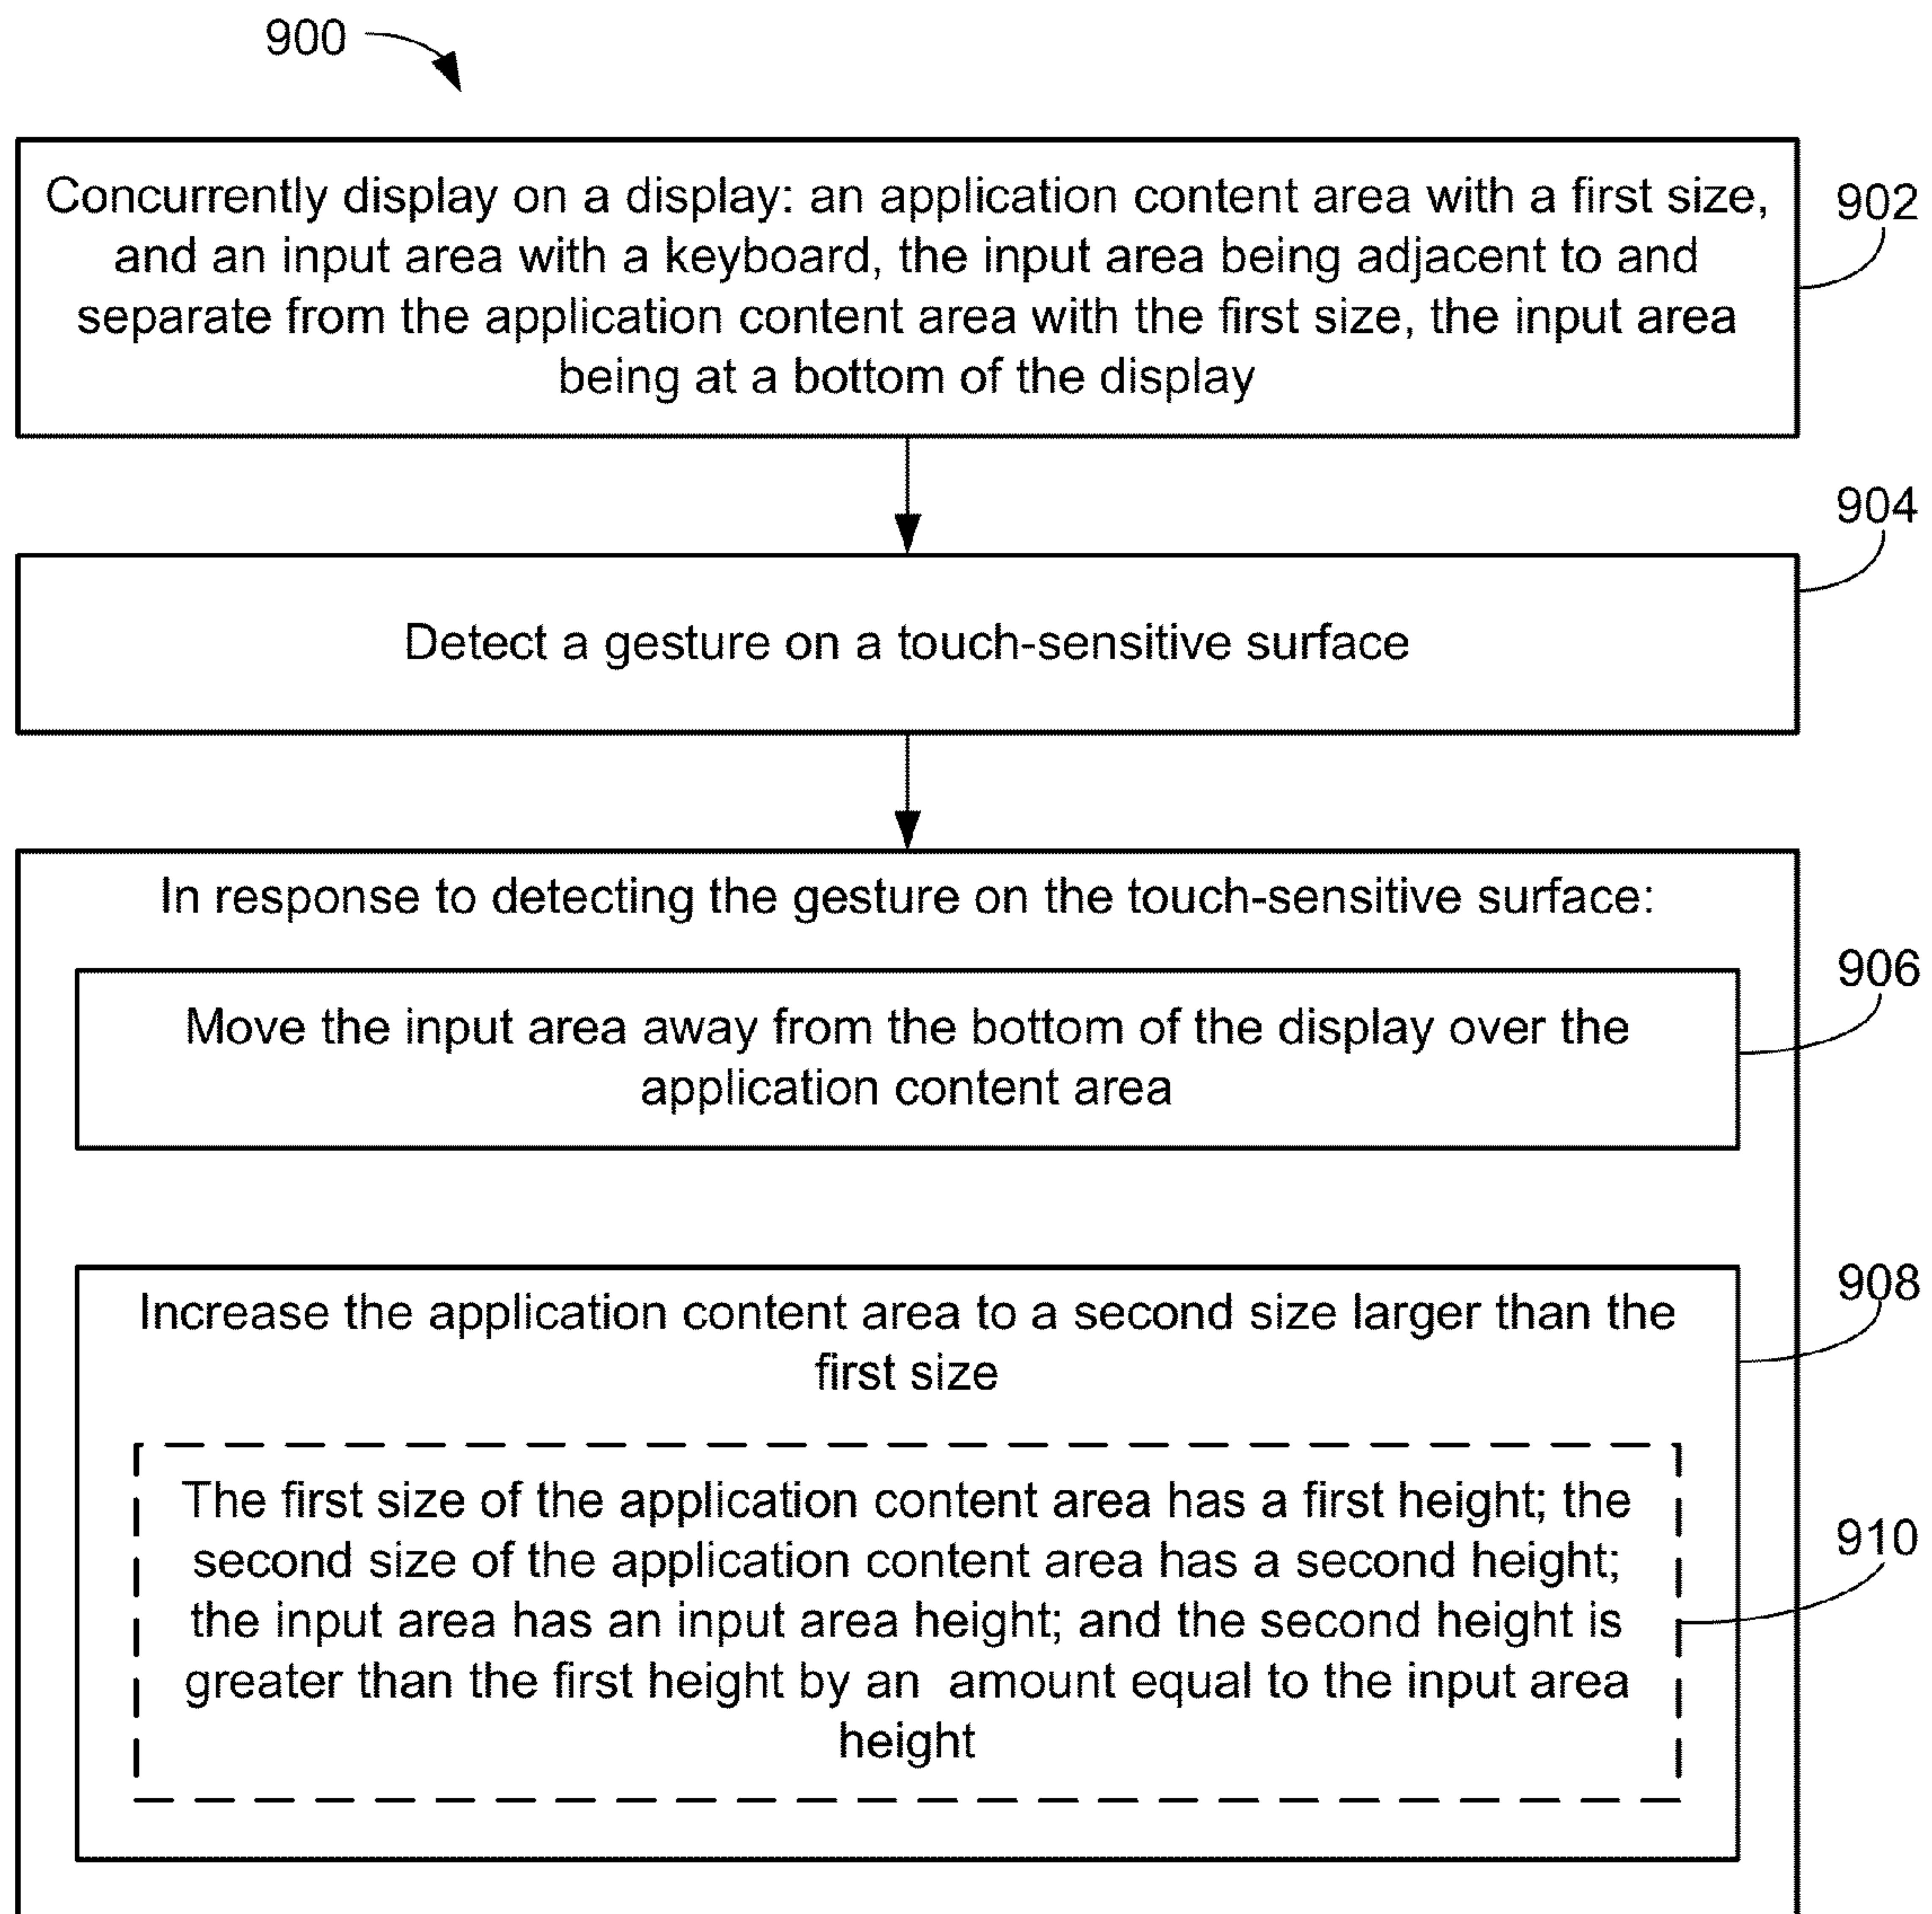 900
Concurrently display on a display: an application content area with a first size,
and an input area with a keyboard, the input area being adjacent to and
separate from the application content area with the first size, the input area
being at a bottom of the display
902
904
Detect a gesture on a touch-sensitive surface
In response to detecting the gesture on the touch-sensitive surface:
906
Move the input area away from the bottom of the display over the
application content area
908
Increase the application content area to a second size larger than the
first size
The first size of the application content area has a first height; the
second size of the application content area has a second height;
the input area has an input area height; and the second height is
greater than the first height by an  amount equal to the input area
height
910